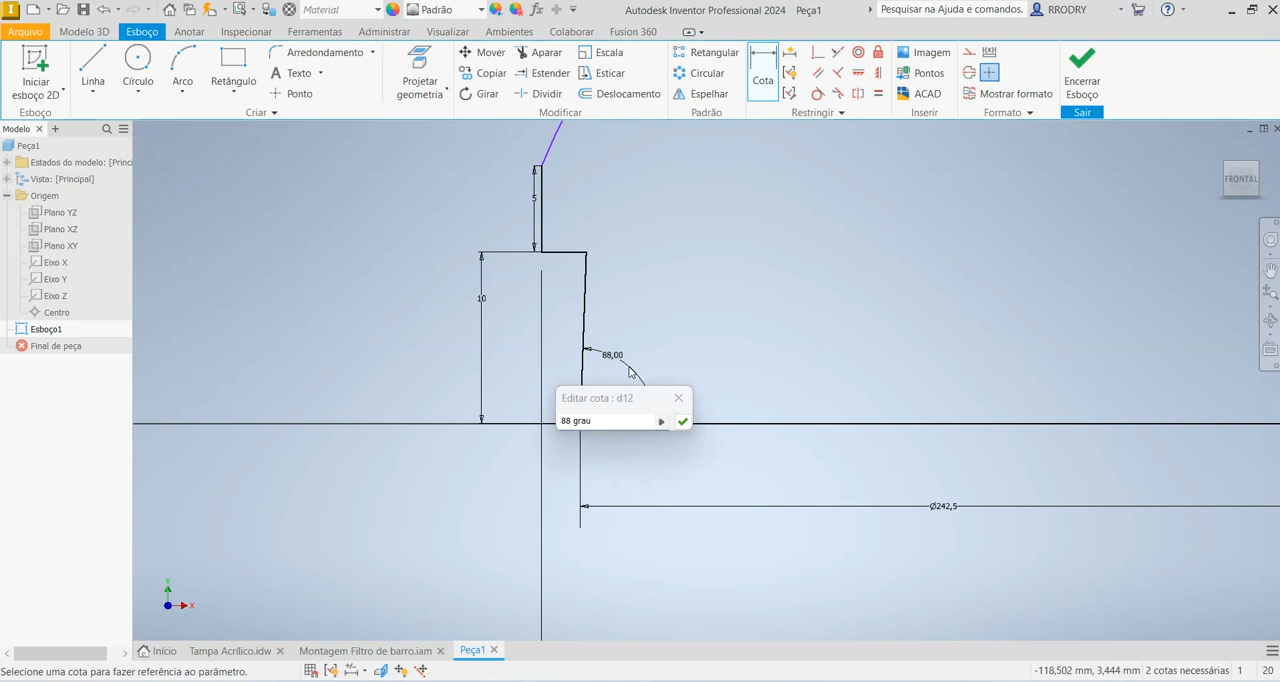 Material
Padrão
Autodesk Inventor Professional 2024
Peça1
Pesquisar na Ajuda e comandos.
RRODRY
Arquivo
Modelo 3D
Esboço
Anotar
Inspecionar
Ferramentas
Administrar
Visualizar
Ambientes
Colaborar
Fusion 360
Iniciar esboço 2D
Linha
Círculo
Arco
Retângulo
Arredondamento
Texto
Ponto
Projetar geometria
Mover
Copiar
Girar
Aparar
Estender
Dividir
Escala
Esticar
Deslocamento
Retangular
Circular
Espelhar
Cota
Imagem
Pontos
ACAD
Mostrar formato
Encerrar Esboço
Esboço
Criar
Modificar
Padrão
Restringir
Inserir
Formato
Sair
Modelo
Peça1
Estados do modelo: [Princ
Vista: [Principal]
Origem
Plano YZ
Plano XZ
Plano XY
Eixo X
Eixo Y
Eixo Z
Centro
Esboço1
Final de peça
FRONTAL
5
10
88,00
Editar cota : d12
88 grau
Ø242,5
Y
X
Início
Tampa Acrílico.idw
Montagem Filtro de barro.iam
Peça1
Selecione uma cota para fazer referência ao parâmetro.
-118,502 mm, 3,444 mm
2 cotas necessárias
1
20